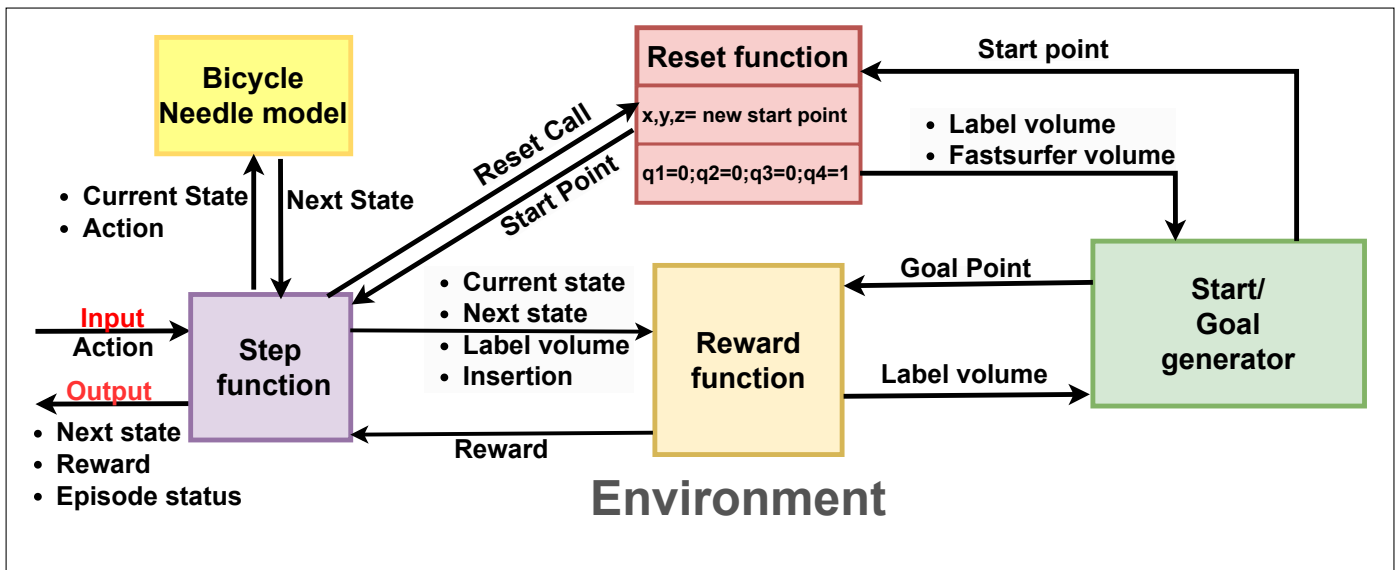 Bicycle
Needle model
Reset function
x,y,z= new start point
q1=0;q2=0;q3=0;q4=1
Start point
• Label volume
• Fastsurfer volume
Reset Call
Start Point
• Current State
• Action
Next State
Input
Action
Output
• Next state
• Reward
• Episode status
Step
function
• Current state
• Next state
• Label volume
• Insertion
Reward
Reward
function
Goal Point
Label volume
Start/
Goal
generator
Environment